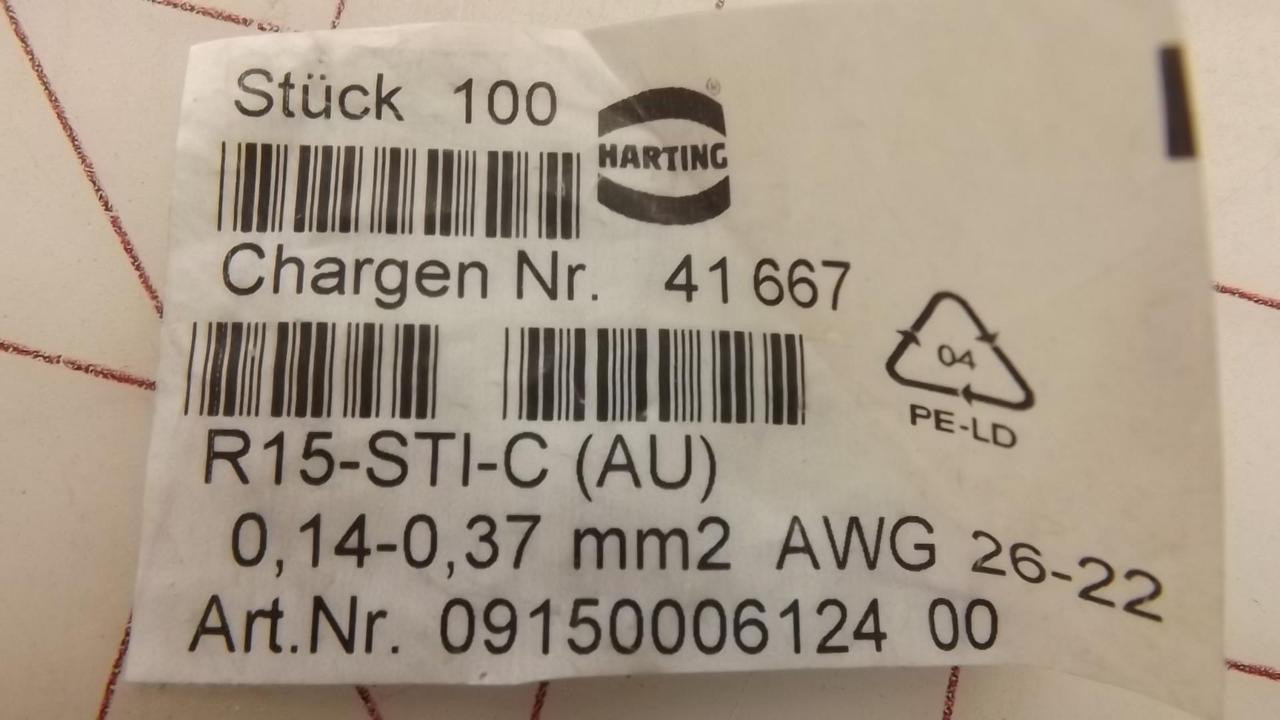 Stück 100
®
HARTING
Chargen Nr. 41 667
04
PE-LD
R15-STI-C (AU)
0,14-0,37 mm2 AWG 26-22
Art.Nr. 09150006124 00